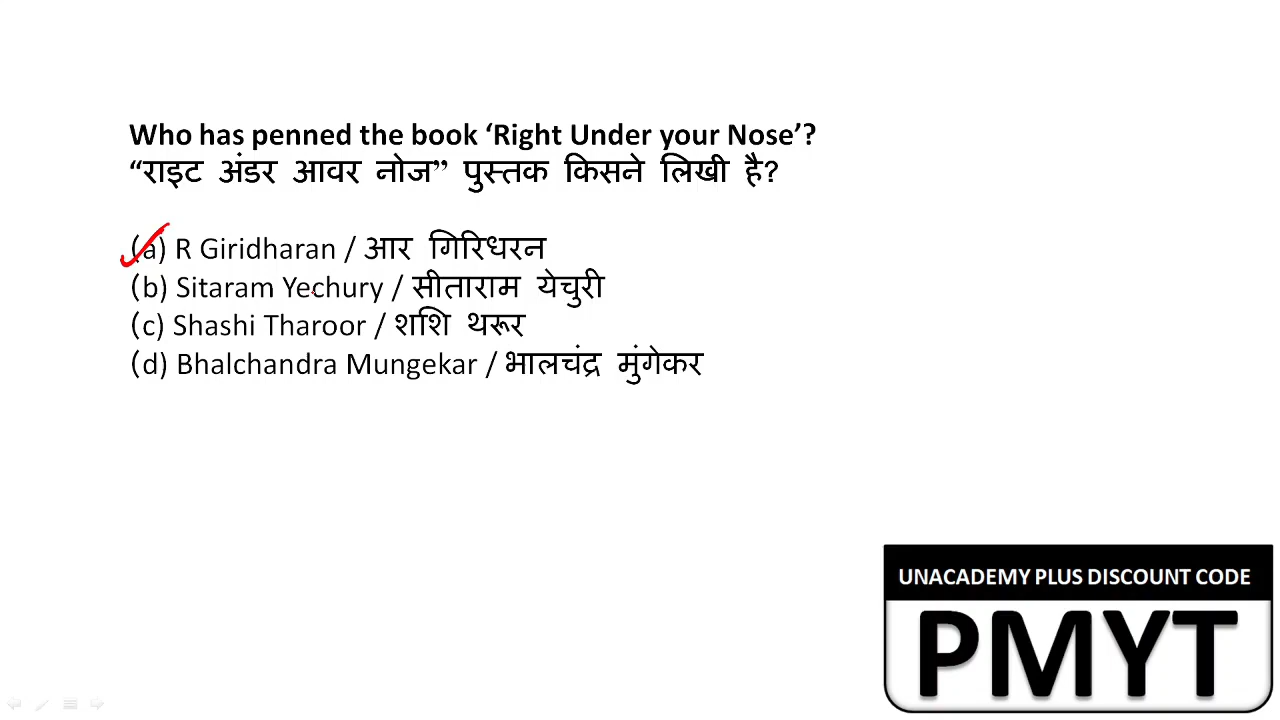 Who has penned the book ‘Right Under your Nose’?
“राइट अंडर आवर नोज” पुस्तक किसने लिखी है?
(a) R Giridharan / आर गिरिधरन
(b) Sitaram Yechury / सीताराम येचुरी
(c) Shashi Tharoor / शशि थरूर
(d) Bhalchandra Mungekar / भालचंद्र मुंगेकर
UNACADEMY PLUS DISCOUNT CODE
PMYT